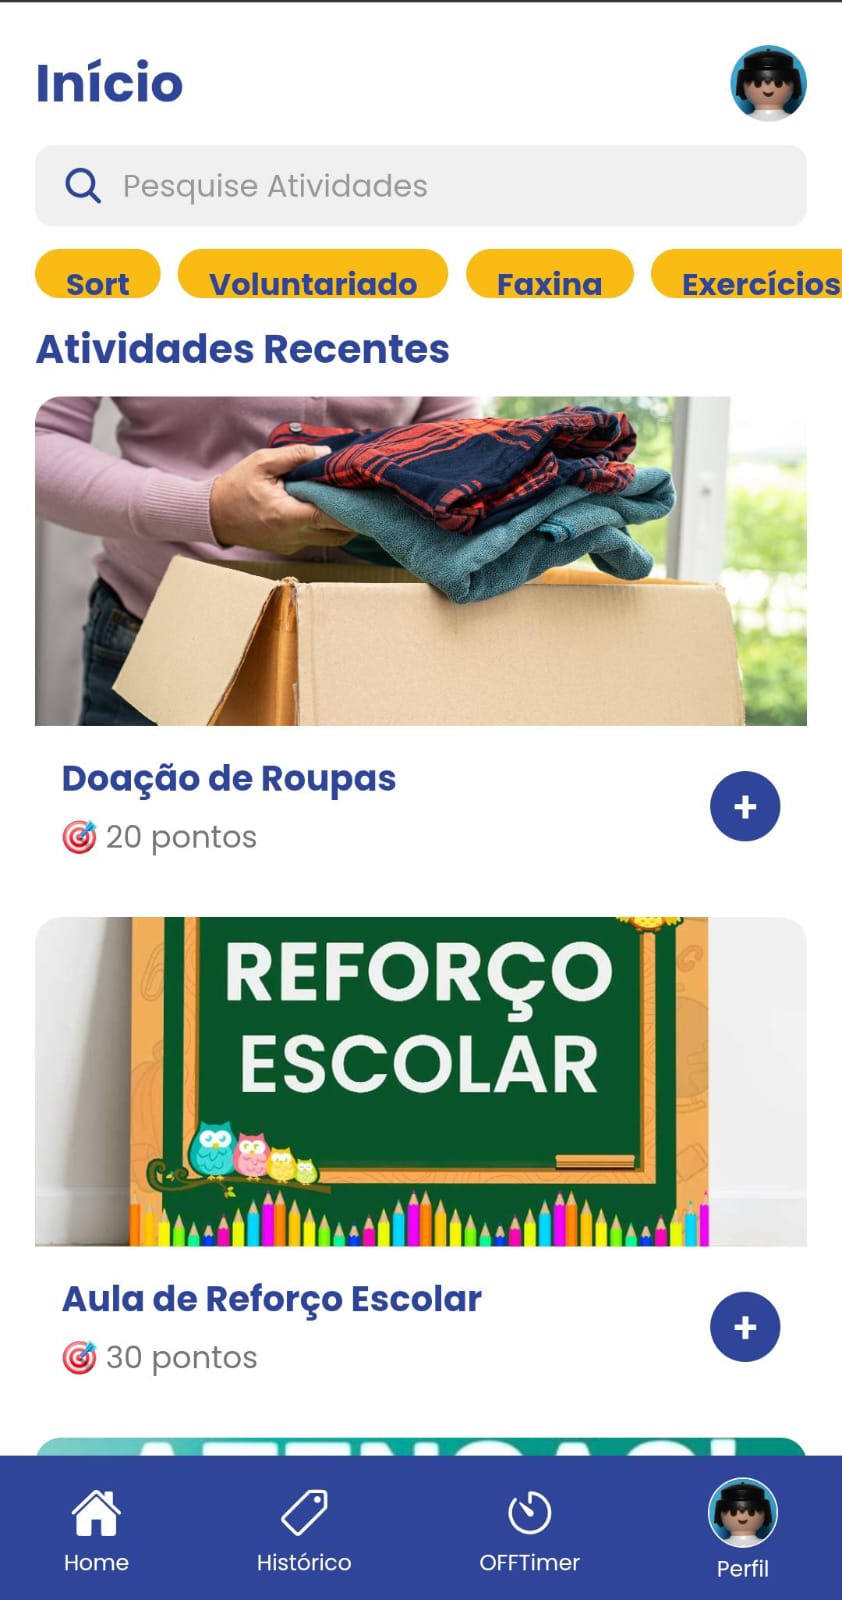 Início
Pesquise Atividades
Sort Voluntariado Faxina Exercícios
Atividades Recentes
Doação de Roupas
+
20 pontos
REFORÇO
ESCOLAR
Aula de Reforço Escolar
+
30 pontos
Home Histórico OFFTimer Perfil